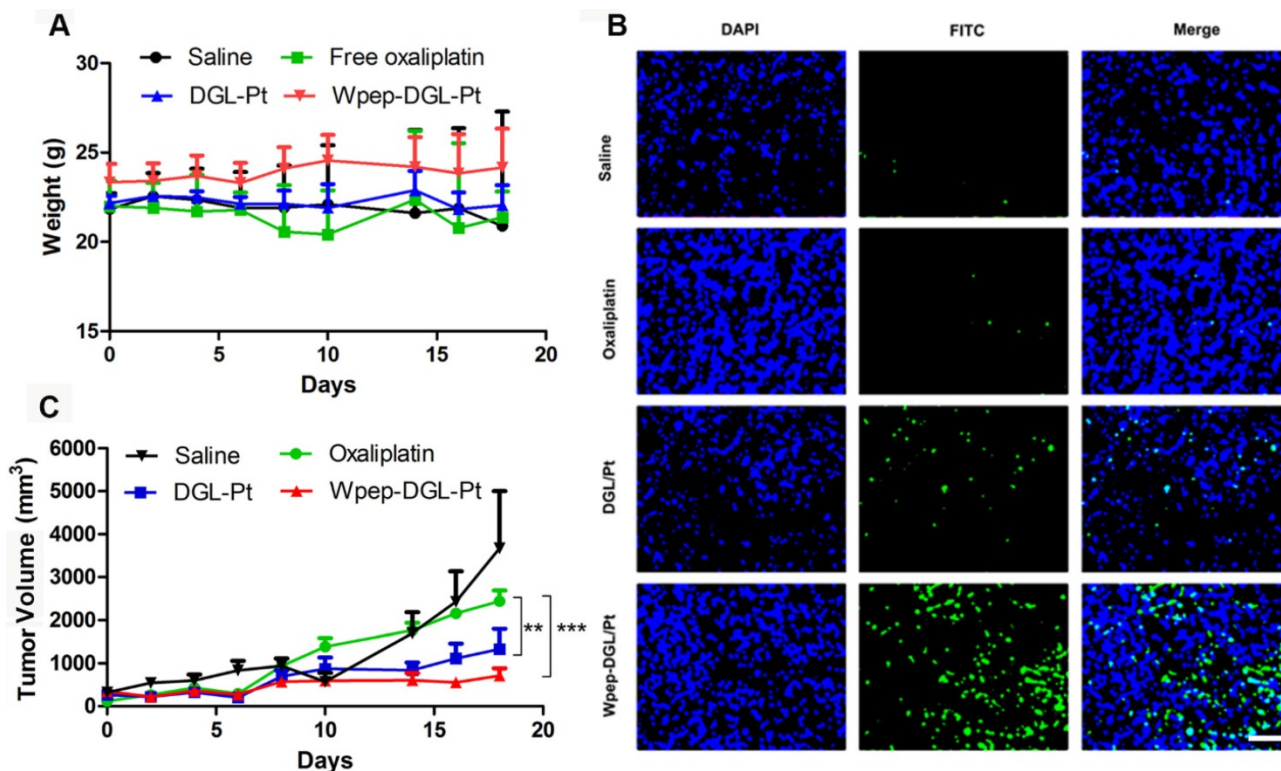 A
Saline
Free oxaliplatin
DGL-Pt
Wpep-DGL-Pt
30
25
20
15
Weight (g)
0
5
10
15
20
Days
B
DAPI
FITC
Merge
Saline
Oxaliplatin
DGL/Pt
Wpep-DGL/Pt
C
Saline
Oxaliplatin
DGL-Pt
Wpep-DGL-Pt
6000
5000
4000
3000
2000
1000
0
Tumor Volume (mm³)
** ***
0
5
10
15
20
Days